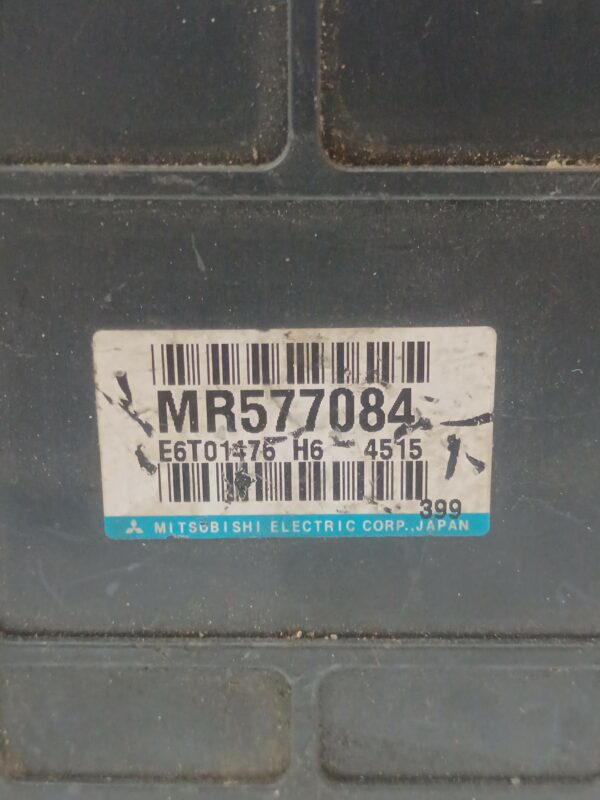 MR577084
E6T01476 H6 4515
399
MITSUBISHI ELECTRIC CORP., JAPAN